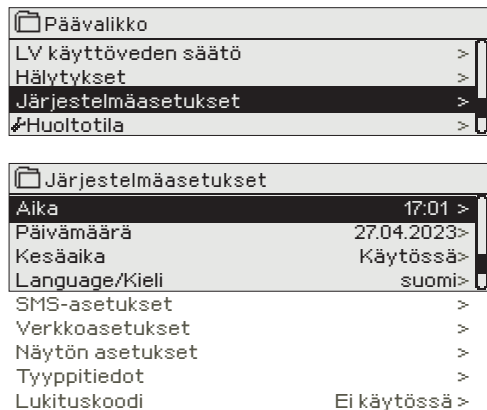 Päävalikko
LV käyttöveden säätö >
Hälytykset >
Järjestelmäasetukset >
Huoltotila >
Järjestelmäasetukset
Aika 17:01 >
Päivämäärä 27.04.2023>
Kesäaika Käytössä>
Language/Kieli suomi>
SMS-asetukset >
Verkkoasetukset >
Näytön asetukset >
Tyyppitiedot >
Lukituskoodi Ei käytössä >